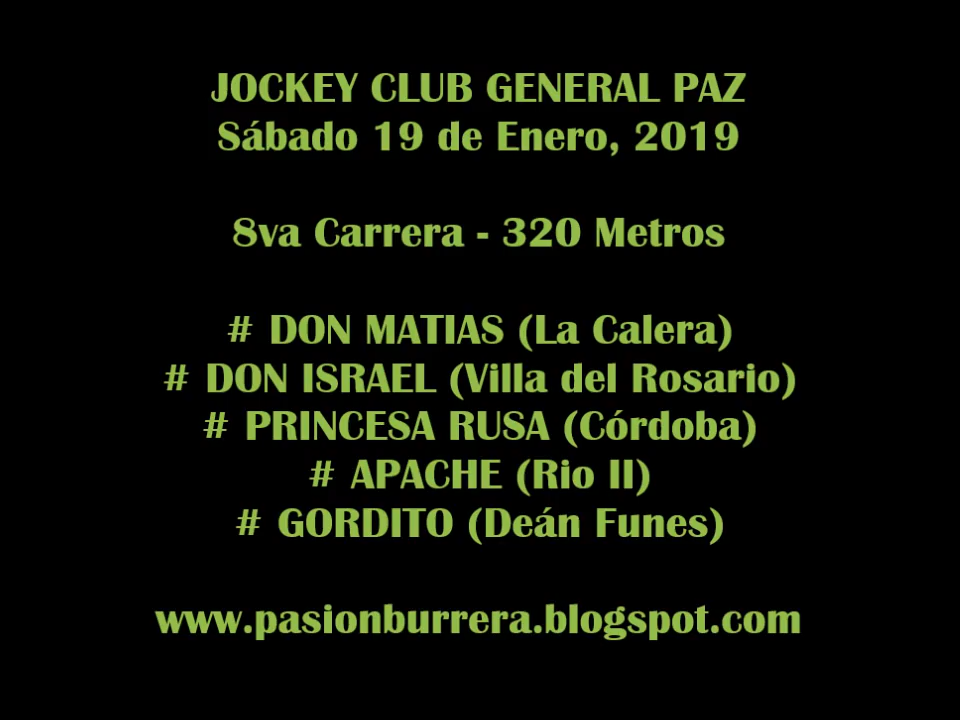 JOCKEY CLUB GENERAL PAZ
Sábado 19 de Enero, 2019
8va Carrera - 320 Metros
# DON MATIAS (La Calera)
# DON ISRAEL (Villa del Rosario)
# PRINCESA RUSA (Córdoba)
# APACHE (Rio II)
# GORDITO (Deán Funes)
www.pasionburrera.blogspot.com